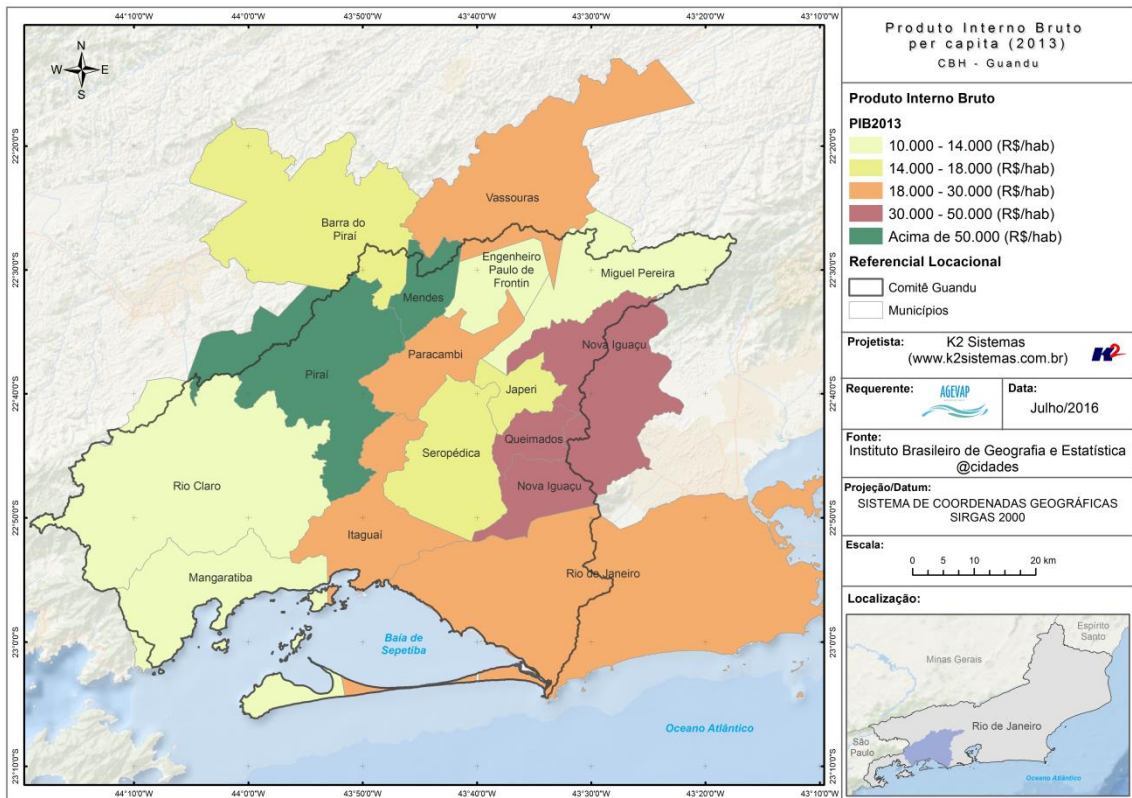 44°10'0"W
44°0'0"W
43°50'0"W
43°40'0"W
43°30'0"W
43°20'0"W
43°10'0"W
22°20'0"S
22°30'0"S
22°40'0"S
22°50'0"S
23°0'0"S
23°10'0"S
N
W E
S
Vassouras
Barra do
Piraí
Engenheiro
Paulo de
Frontin
Miguel Pereira
Mendes
Nova Iguaçu
Paracambi
Piraí
Japeri
Queimados
Seropédica
Rio Claro
Nova Iguaçu
Itaguaí
Mangaratiba
Rio de Janeiro
Baía de
Sepetiba
Oceano Atlântico
22°20'0"S
22°30'0"S
22°40'0"S
22°50'0"S
23°0'0"S
23°10'0"S
44°10'0"W
44°0'0"W
43°50'0"W
43°40'0"W
43°30'0"W
43°20'0"W
43°10'0"W
Produto Interno Bruto
per capita (2013)
CBH - Guandu
Produto Interno Bruto
PIB2013
10.000 - 14.000 (R$/hab)
14.000 - 18.000 (R$/hab)
18.000 - 30.000 (R$/hab)
30.000 - 50.000 (R$/hab)
Acima de 50.000 (R$/hab)
Referencial Locacional
Comitê Guandu
Municípios
Projetista: K2 Sistemas
(www.k2sistemas.com.br)
K2
Requerente:
AGEVAP
Data:
Julho/2016
Fonte:
Instituto Brasileiro de Geografia e Estatística
@cidades
Projeção/Datum:
SISTEMA DE COORDENADAS GEOGRÁFICAS
SIRGAS 2000
Escala:
0 5 10 20 km
Localização:
Espírito
Santo
Minas Gerais
Rio de Janeiro
São
Paulo
Oceano Atlântico